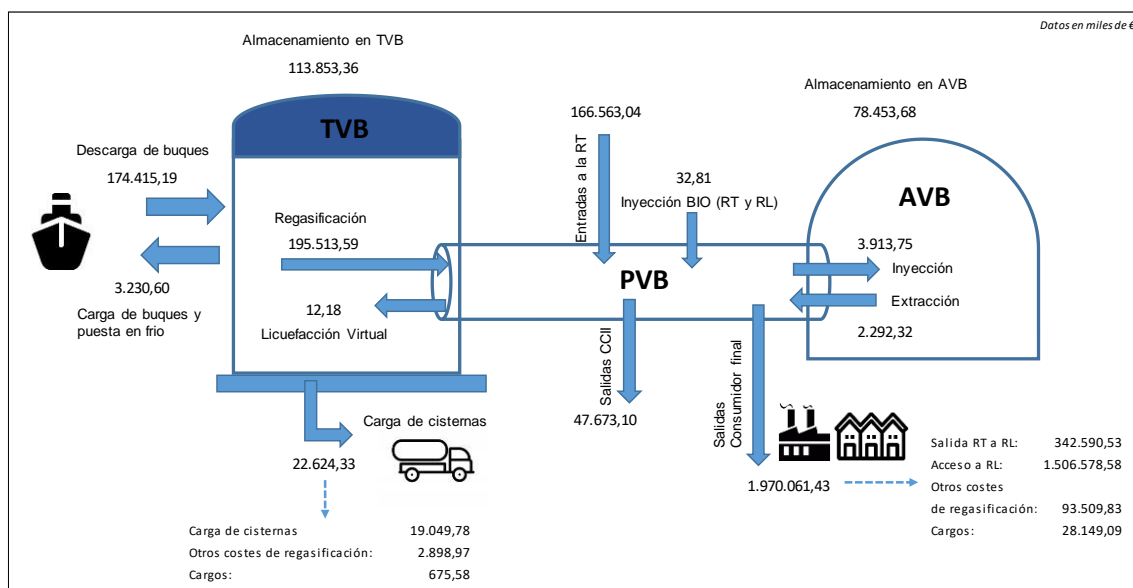 Datos en miles de €
Almacenamiento en TVB
113.853,36
Almacenamiento en AVB
78.453,68
166.563,04
TVB
Descarga de buques
174.415,19
Entradas a la RT
32,81
Inyección BIO (RT y RL)
AVB
Regasificación
195.513,59
3.913,75
Inyección
PVB
3.230,60
Carga de buques y
puesta en frio
12,18
Licuefacción Virtual
Extracción
2.292,32
Salidas CCII
47.673,10
Salidas
Consumidor final
Carga de cisternas
22.624,33
1.970.061,43
Salida RT a RL: 342.590,53
Acceso a RL: 1.506.578,58
Otros costes
de regasificación: 93.509,83
Cargos: 28.149,09
Carga de cisternas 19.049,78
Otros costes de regasificación: 2.898,97
Cargos: 675,58